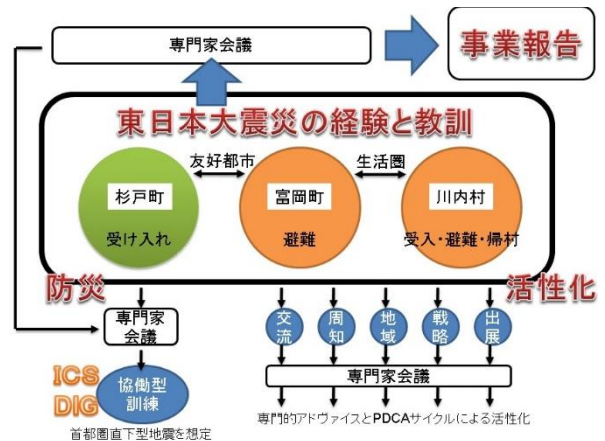 専門家会議
事業報告
東日本大震災の経験と教訓
友好都市
生活圏
杉戸町
富岡町
川内村
受け入れ
避難
受入・避難・帰村
防災
活性化
専門家
会議
交流
周知
地域
戦略
出展
専門家会議
ICS
DIG
協働型
訓練
専門的アドヴァイスとPDCAサイクルによる活性化
首都圏直下型地震を想定